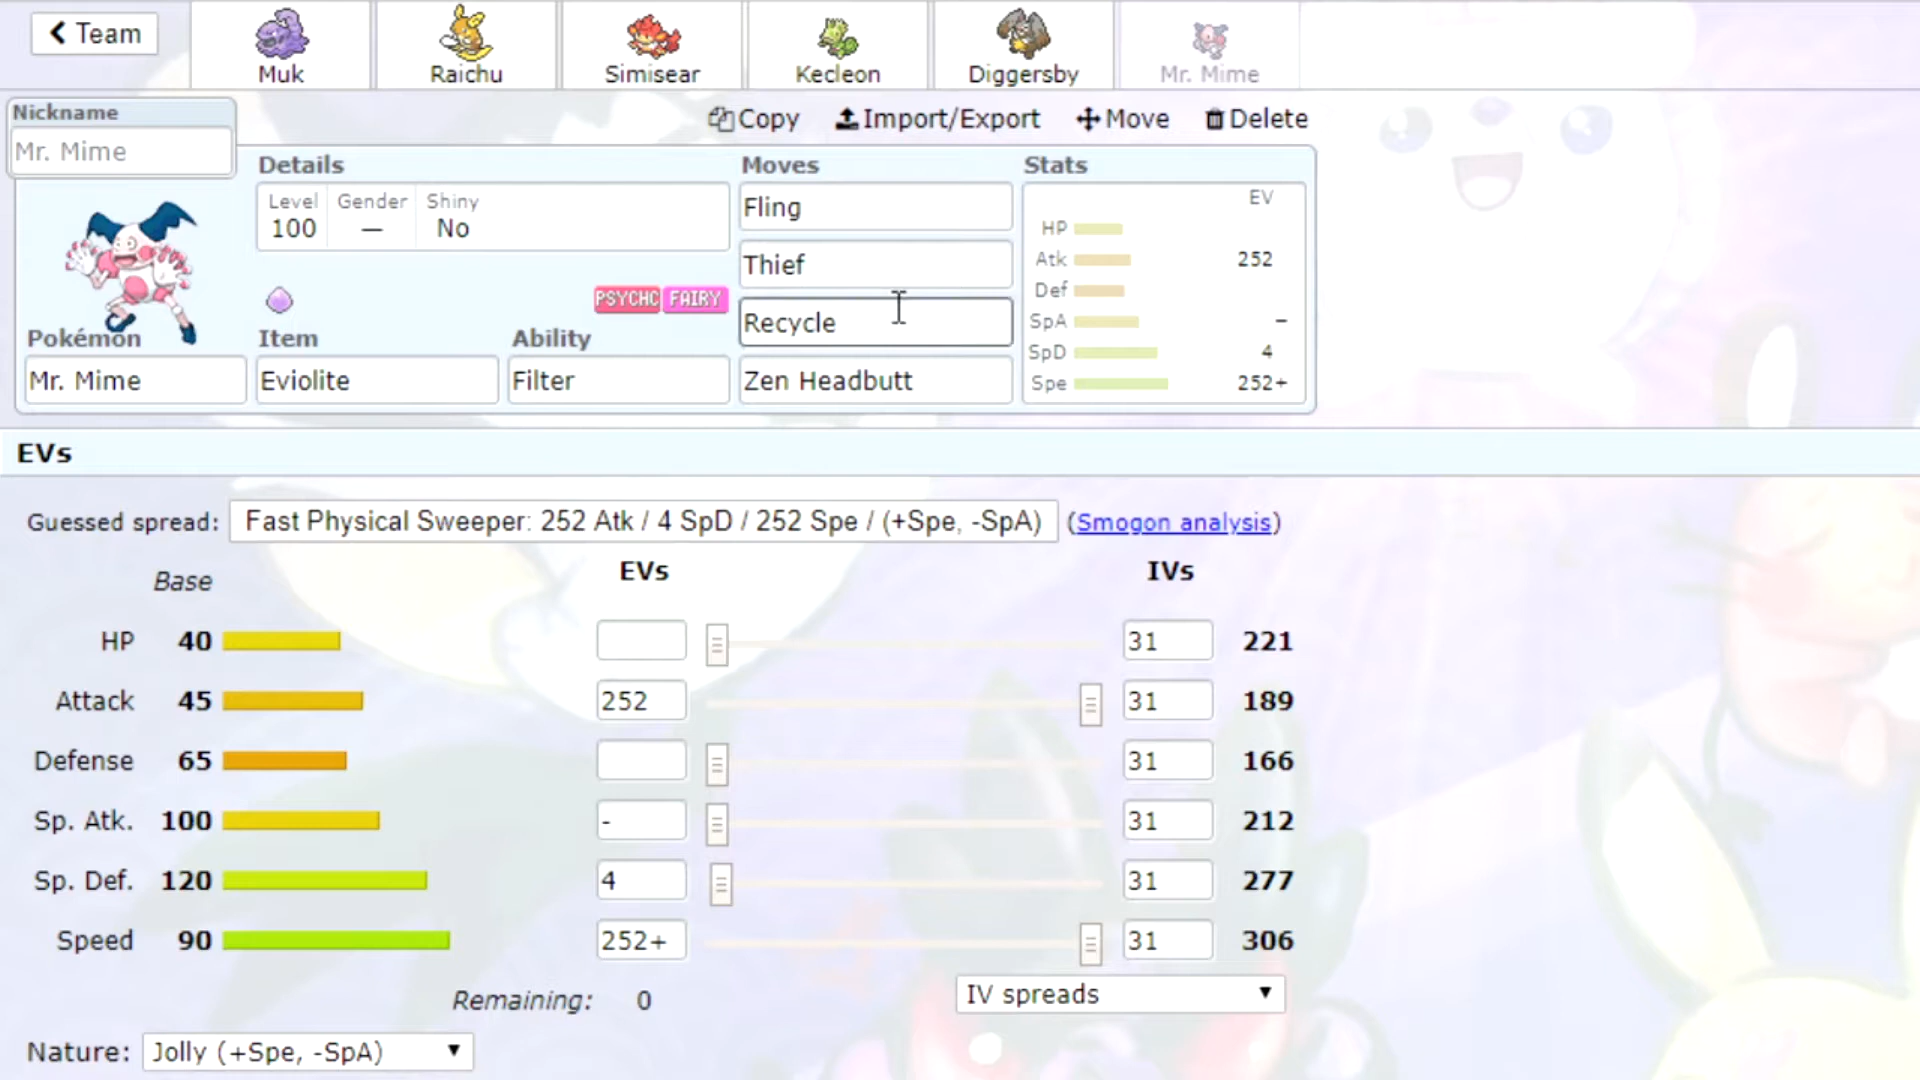 Team
Muk
Raichu
Simisear
Kecleon
Diggersby
Mr. Mime
Nickname
Mr. Mime
Copy
Import/Export
Move
Delete
Details
Moves
Stats
Level
Gender
Shiny
100
—
No
Fling
Thief
Recycle
Zen Headbutt
EV
HP
Atk 252
Def
SpA –
SpD 4
Spe 252+
PSYCHC
FAIRY
Pokémon
Item
Ability
Mr. Mime
Eviolite
Filter
EVs
Guessed spread: Fast Physical Sweeper: 252 Atk / 4 SpD / 252 Spe / (+Spe, -SpA) (Smogon analysis)
Base EVs IVs
HP 40 31 221
Attack 45 252 31 189
Defense 65 31 166
Sp. Atk. 100 - 31 212
Sp. Def. 120 4 31 277
Speed 90 252+ 31 306
Remaining: 0 IV spreads
Nature: Jolly (+Spe, -SpA)